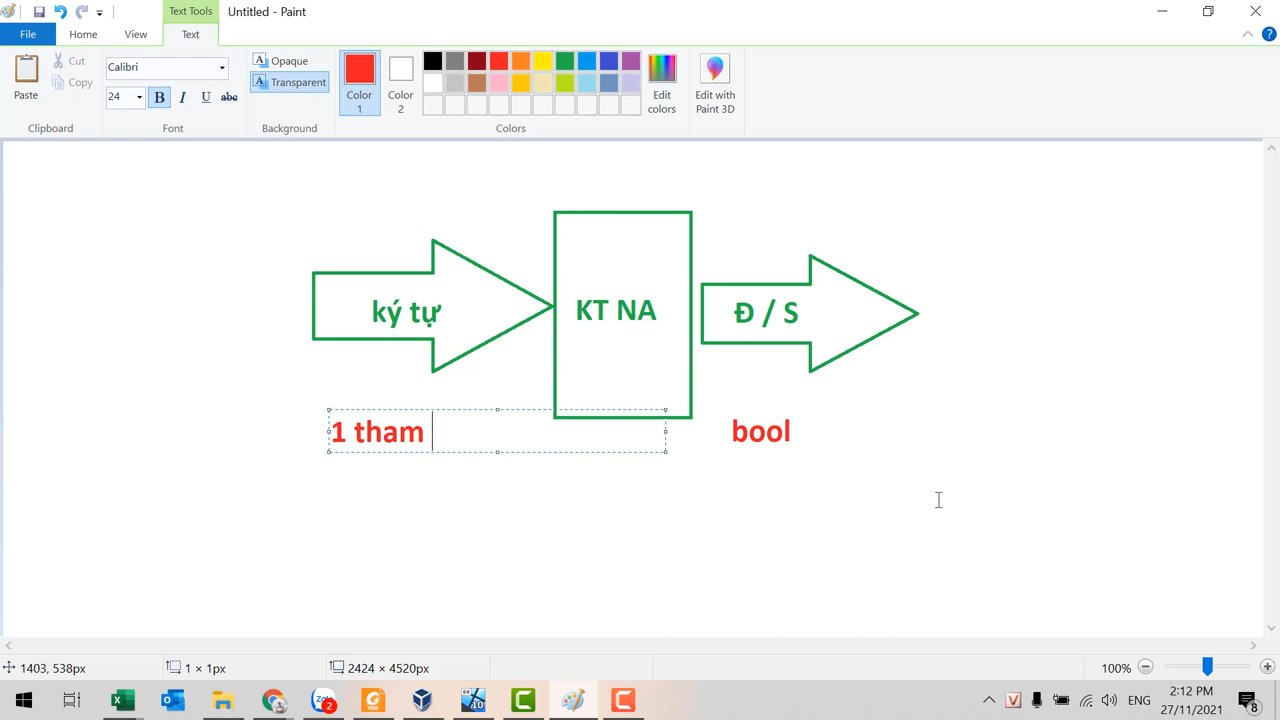 Text Tools
Untitled - Paint
File
Home
View
Text
Paste
Cut
Copy
Clipboard
Calibri
24
B
I
U
abc
Font
Opaque
Transparent
Background
Color
1
Color
2
Colors
Edit
colors
Edit with
Paint 3D
ký tự
KT NA
Đ / S
1 tham
bool
1403, 538px
1 × 1px
2424 × 4520px
100%
ENG
2:12 PM
27/11/2021
8